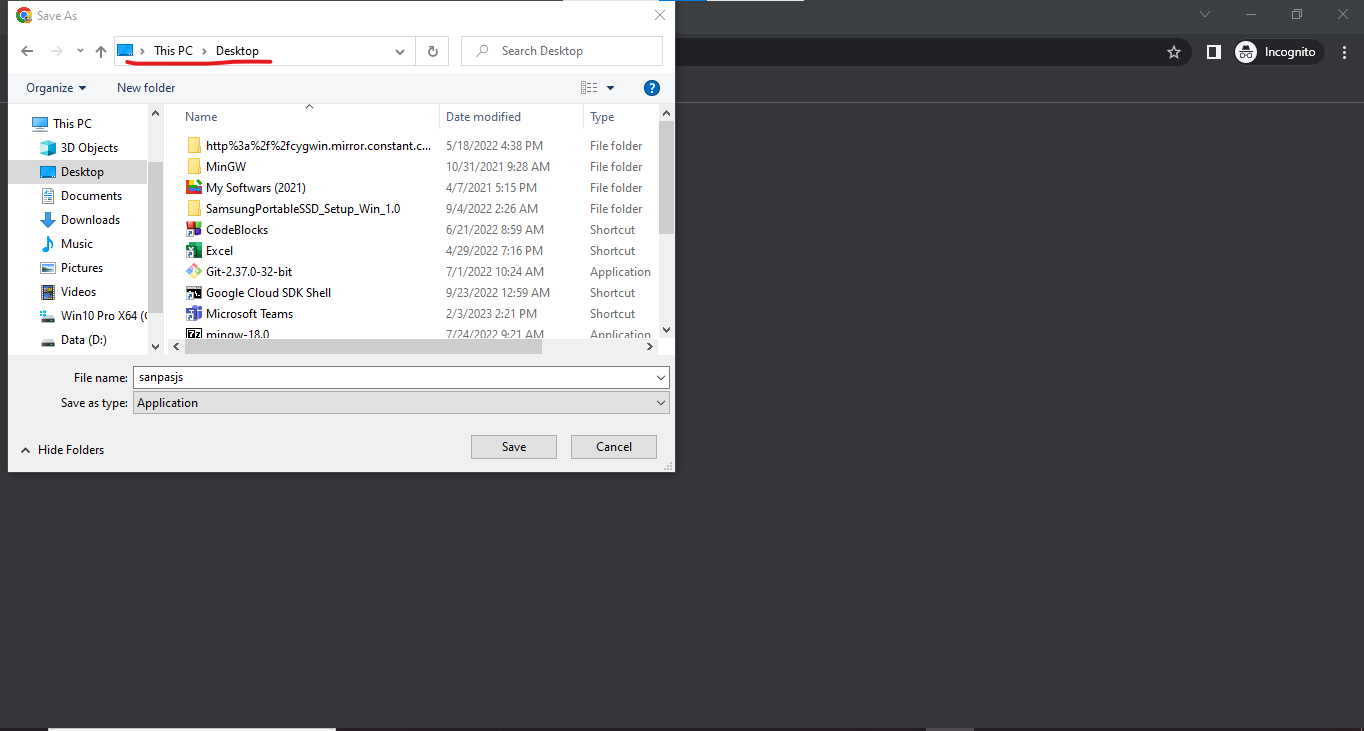 Save As
This PC > Desktop
Search Desktop
Incognito
Organize
New folder
?
Name
Date modified
Type
This PC
3D Objects
Desktop
Documents
Downloads
Music
Pictures
Videos
Win10 Pro X64 (
Data (D:)
http%3a%2f%2fcygwin.mirror.constant.c... 5/18/2022 4:38 PM File folder
MinGW 10/31/2021 9:28 AM File folder
My Softwars (2021) 4/7/2021 5:15 PM File folder
SamsungPortableSSD_Setup_Win_1.0 9/4/2022 2:26 AM File folder
CodeBlocks 6/21/2022 8:59 AM Shortcut
Excel 4/29/2022 7:16 PM Shortcut
Git-2.37.0-32-bit 7/1/2022 10:24 AM Application
Google Cloud SDK Shell 9/23/2022 12:59 AM Shortcut
Microsoft Teams 2/3/2023 2:21 PM Shortcut
mingw-18.0 7/24/2022 9:21 AM Application
File name: sanpasjs
Save as type: Application
Hide Folders
Save
Cancel